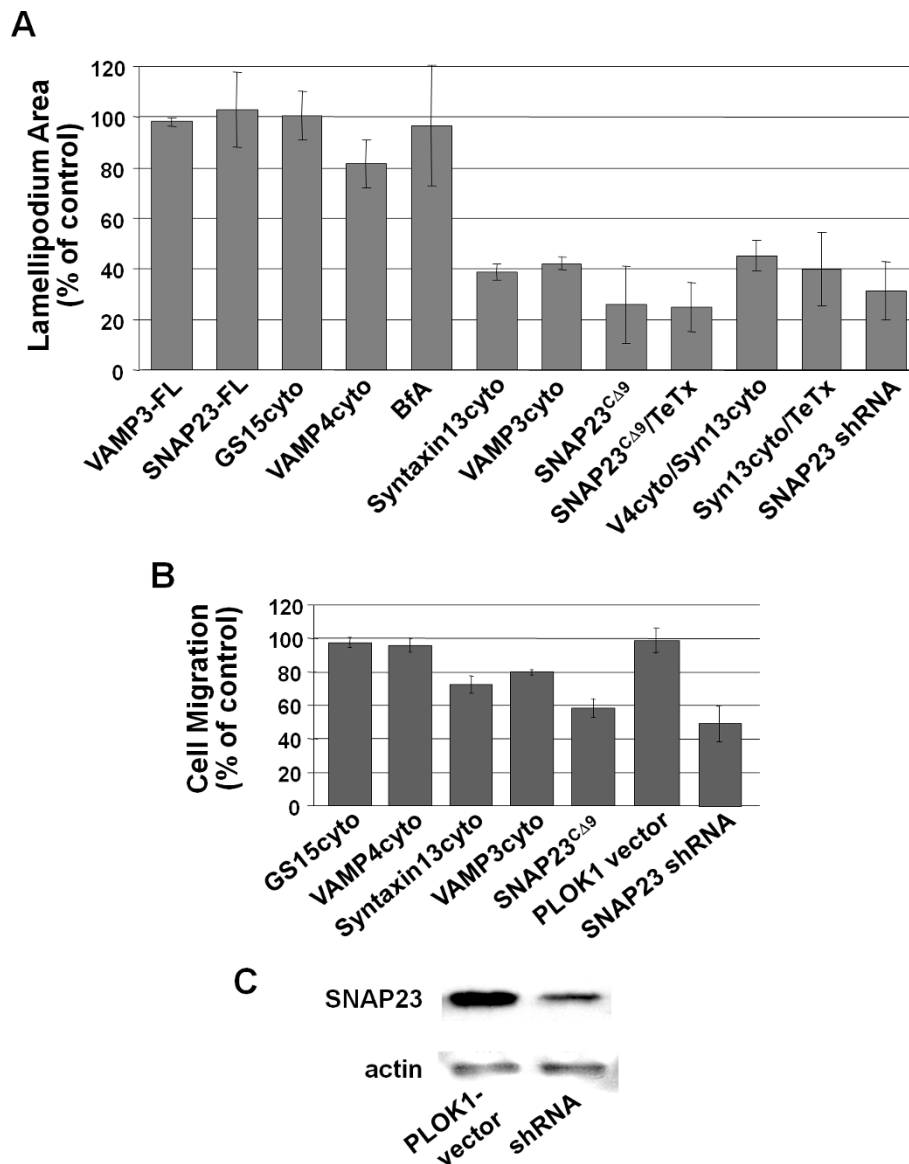 A
Lamellipodium Area
(% of control)
120
100
80
60
40
20
0
VAMP3-FL
SNAP23-FL
GS15cyto
VAMP4cyto
BfA
Syntaxin13cyto
VAMP3cyto
SNAP23CΔ9
SNAP23CΔ9/TeTx
V4cyto/Syn13cyto
Syn13cyto/TeTx
SNAP23 shRNA
B
Cell Migration
(% of control)
120
100
80
60
40
20
0
GS15cyto
VAMP4cyto
Syntaxin13cyto
VAMP3cyto
SNAP23CΔ9
PLOK1 vector
SNAP23 shRNA
C
SNAP23
actin
PLOK1-
vector
shRNA